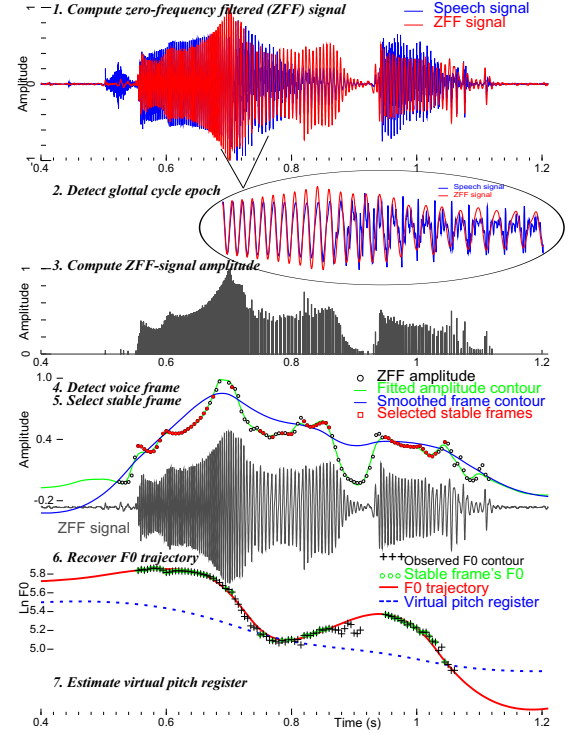 1. Compute zero-frequency filtered (ZFF) signal
Speech signal
ZFF signal
Amplitude
1
0
-1
0.4 0.6 0.8 1 1.2
2. Detect glottal cycle epoch
Speech signal
ZFF signal
3. Compute ZFF-signal amplitude
Amplitude
1
0
0.4 0.6 0.8 1 1.2
4. Detect voice frame
5. Select stable frame
ZFF amplitude
Fitted amplitude contour
Smoothed frame contour
Selected stable frames
Amplitude
1.0
0.4
-0.2
ZFF signal
6. Recover F0 trajectory
Observed F0 contour
Stable frame's F0
F0 trajectory
Virtual pitch register
Ln F0
5.8
5.6
5.4
5.2
5.0
7. Estimate virtual pitch register
0.4 0.6 0.8 Time (s) 1 1.2